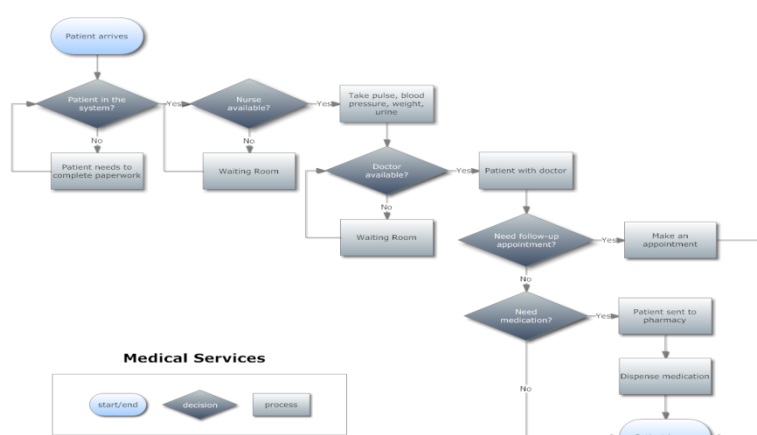 Patient arrives
Patient in the
system?
Yes
Nurse
available?
Yes
Take pulse, blood
pressure, weight,
urine
No
No
Patient needs to
complete paperwork
Waiting Room
Doctor
available?
Yes
Patient with doctor
No
Waiting Room
Need follow-up
appointment?
Yes
Make an
appointment
No
Need
medication?
Yes
Patient sent to
pharmacy
Medical Services
Dispense medication
No
start/end
decision
process